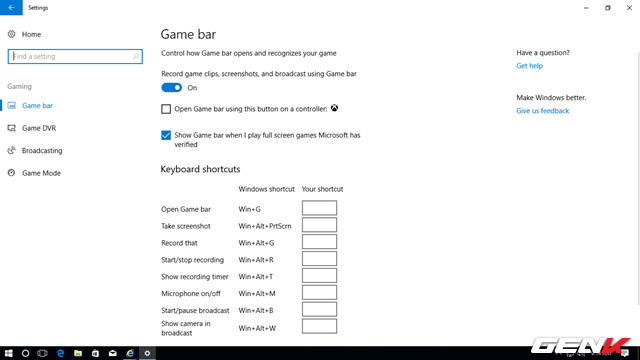 Settings
Home
Find a setting
Gaming
Game bar
Game DVR
Broadcasting
Game Mode
Game bar
Control how Game bar opens and recognizes your game
Record game clips, screenshots, and broadcast using Game bar
On
Open Game bar using this button on a controller:
Show Game bar when I play full screen games Microsoft has
verified
Keyboard shortcuts
Windows shortcut Your shortcut
Open Game bar Win+G
Take screenshot Win+Alt+PrtScrn
Record that Win+Alt+G
Start/stop recording Win+Alt+R
Show recording timer Win+Alt+T
Microphone on/off Win+Alt+M
Start/pause broadcast Win+Alt+B
Show camera in
broadcast Win+Alt+W
Have a question?
Get help
Make Windows better.
Give us feedback
GENK